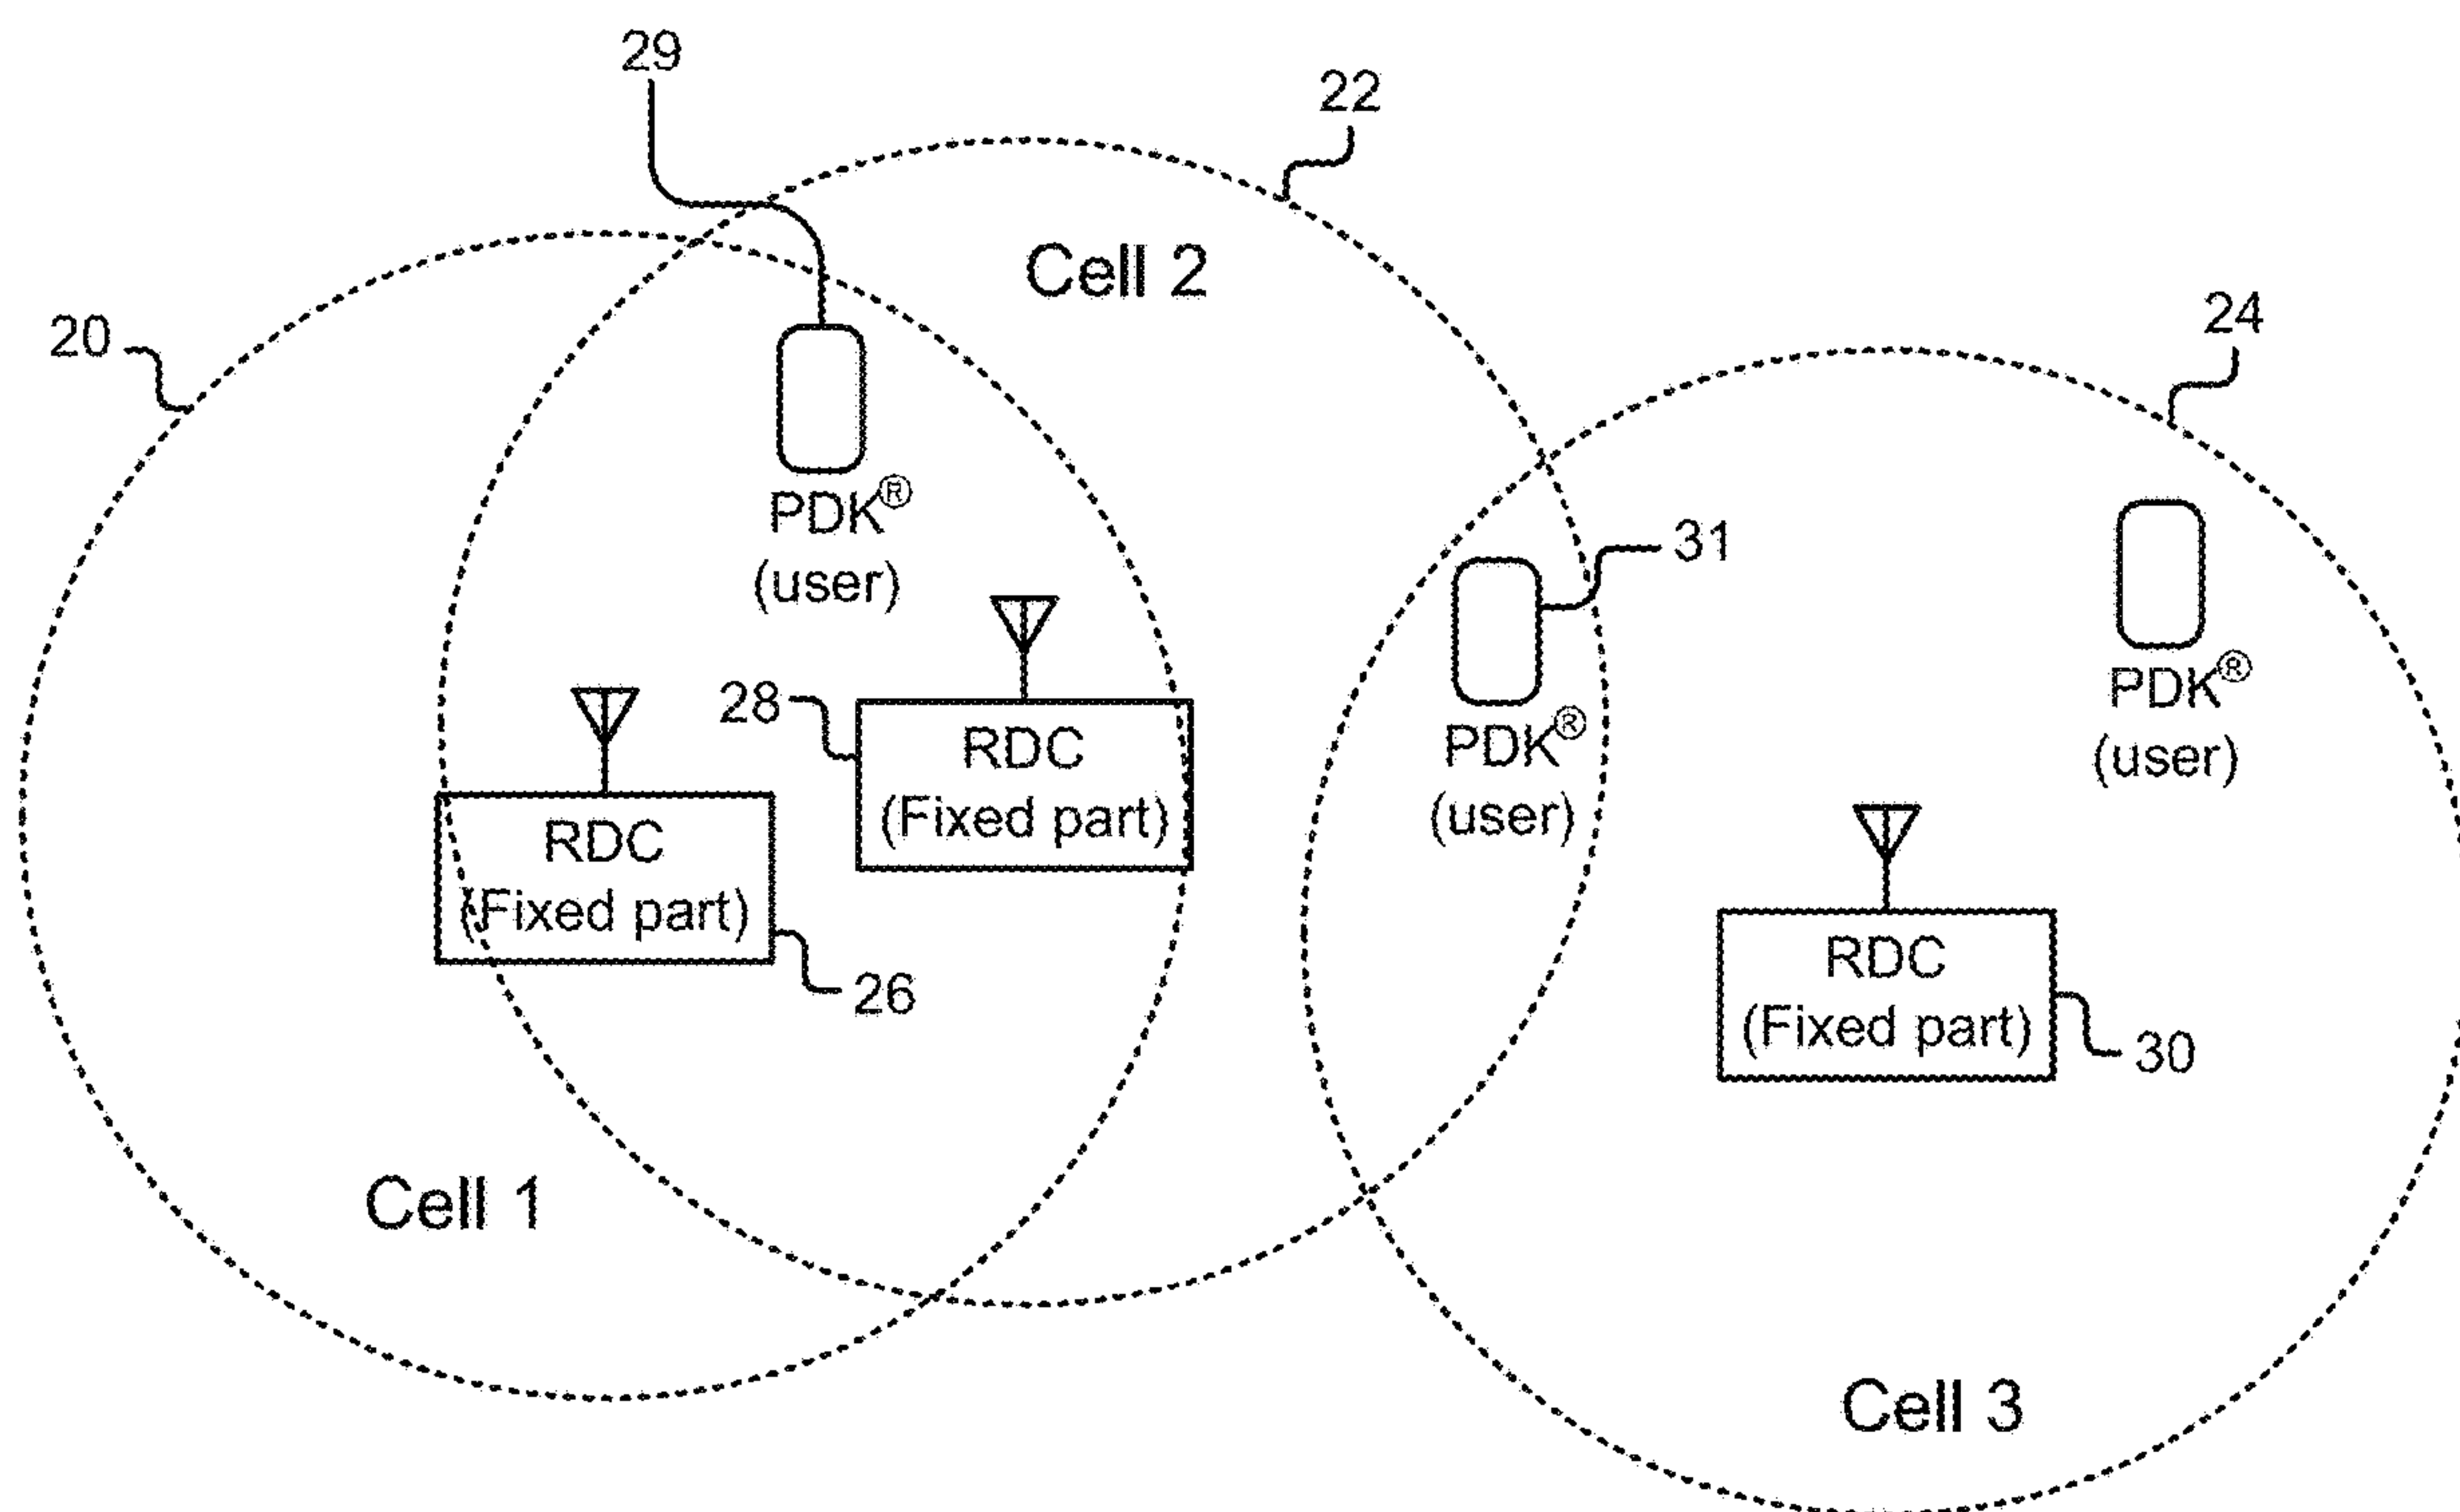 29
22
Cell 2
20
24
PDK®
(user)
31
PDK®
(user)
28
RDC
(Fixed part)
PDK®
(user)
RDC
(Fixed part)
26
RDC
(Fixed part)
30
Cell 1
Cell 3